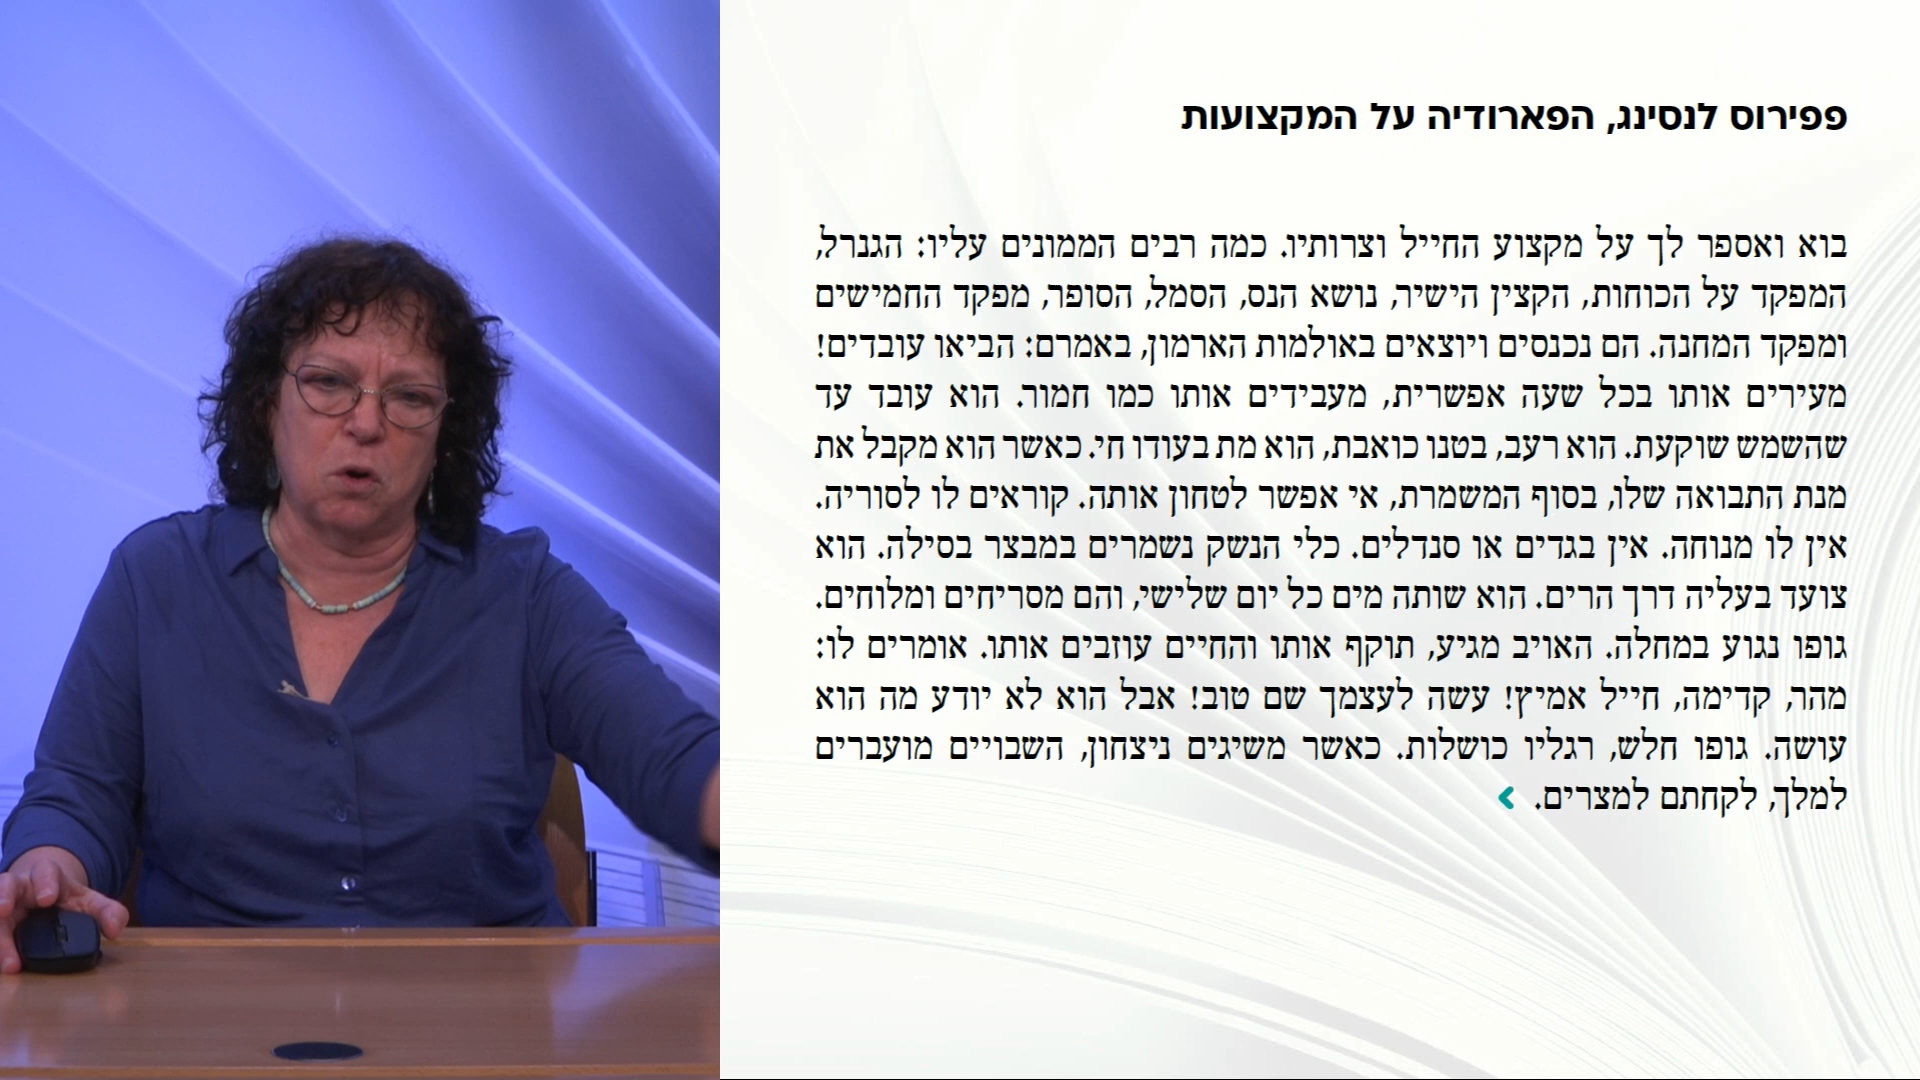 פפירוס לנסינג, הפארודיה על המקצועות
בוא ואספר לך על מקצוע החייל וצרותיו. כמה רבים הממונים עליו: הגנרל,
המפקד על הכוחות, הקצין הישיר, נושא הנס, הסמל, הסופר, מפקד החמישים
ומפקד המחנה. הם נכנסים ויוצאים באולמות הארמון, באמרם: הביאו עובדים!
מעירים אותו בכל שעה אפשרית, מעבידים אותו כמו חמור. הוא עובד עד
שהשמש שוקעת. הוא רעב, בטנו כואבת, הוא מת בעודו חי. כאשר הוא מקבל את
מנת התבואה שלו, בסוף המשמרת, אי אפשר לטחון אותה. קוראים לו לסוריה.
אין לו מנוחה. אין בגדים או סנדלים. כלי הנשק נשמרים במבצר בסילה. הוא
צועד בעליה דרך הרים. הוא שותה מים כל יום שלישי, והם מסריחים ומלוחים.
גופו נגוע במחלה. האויב מגיע, תוקף אותו והחיים עוזבים אותו. אומרים לו:
מהר, קדימה, חייל אמיץ! עשה לעצמך שם טוב! אבל הוא לא יודע מה הוא
עושה. גופו חלש, רגליו כושלות. כאשר משיגים ניצחון, השבויים מועברים
למלך, לקחתם למצרים.